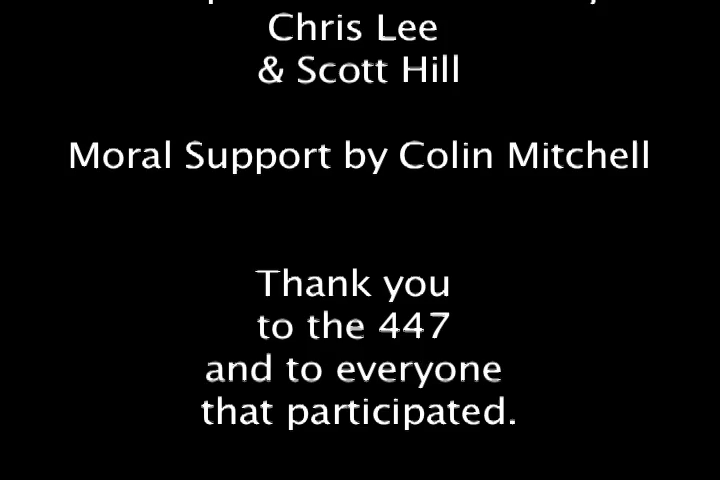 Chris Lee
& Scott Hill
Moral Support by Colin Mitchell
Thank you
to the 447
and to everyone
that participated.